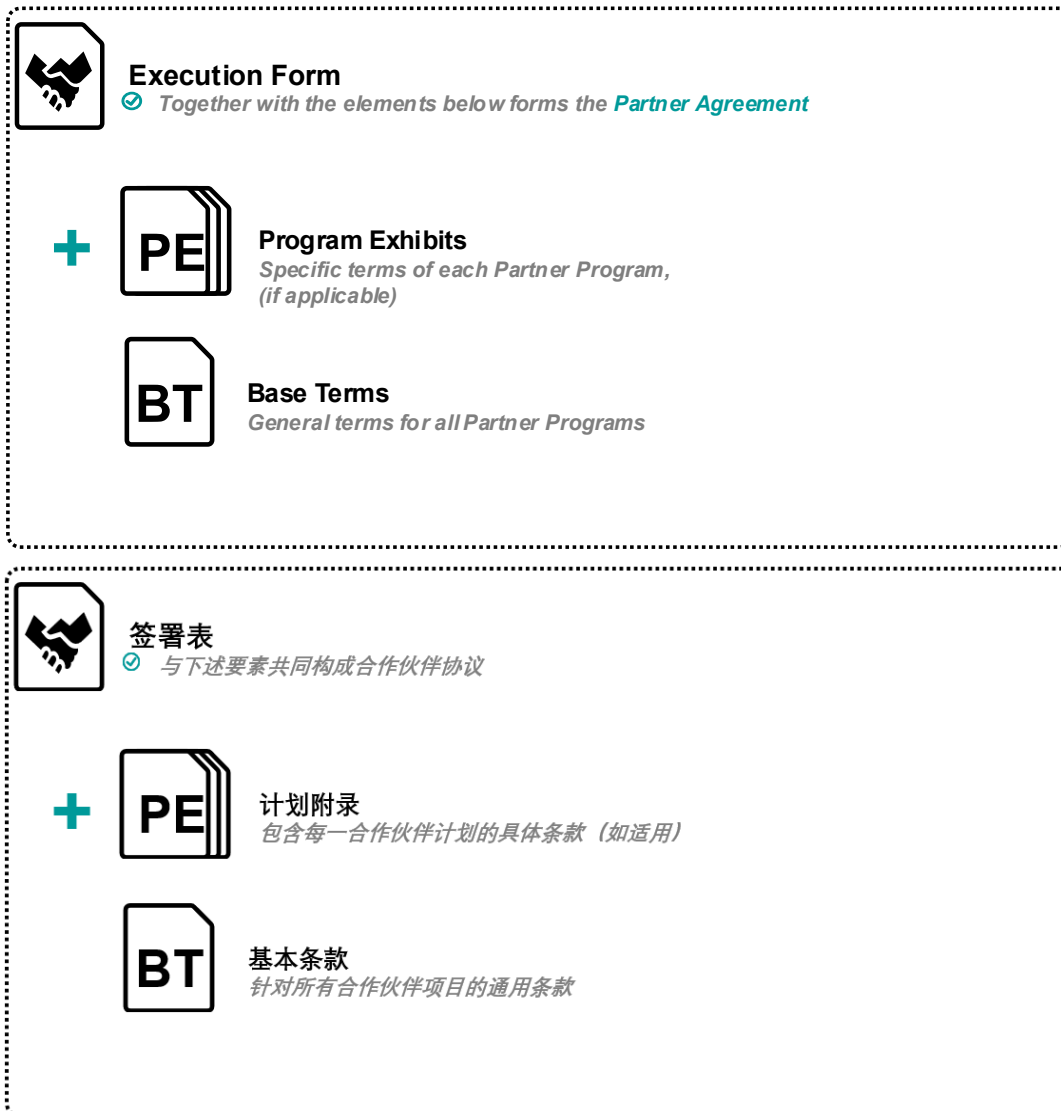 Execution Form
Together with the elements below forms the Partner Agreement
PE
Program Exhibits
Specific terms of each Partner Program,
(if applicable)
BT
Base Terms
General terms for all Partner Programs
签署表
与下述要素共同构成合作伙伴协议
PE
计划附录
包含每一合作伙伴计划的具体条款（如适用）
BT
基本条款
针对所有合作伙伴项目的通用条款